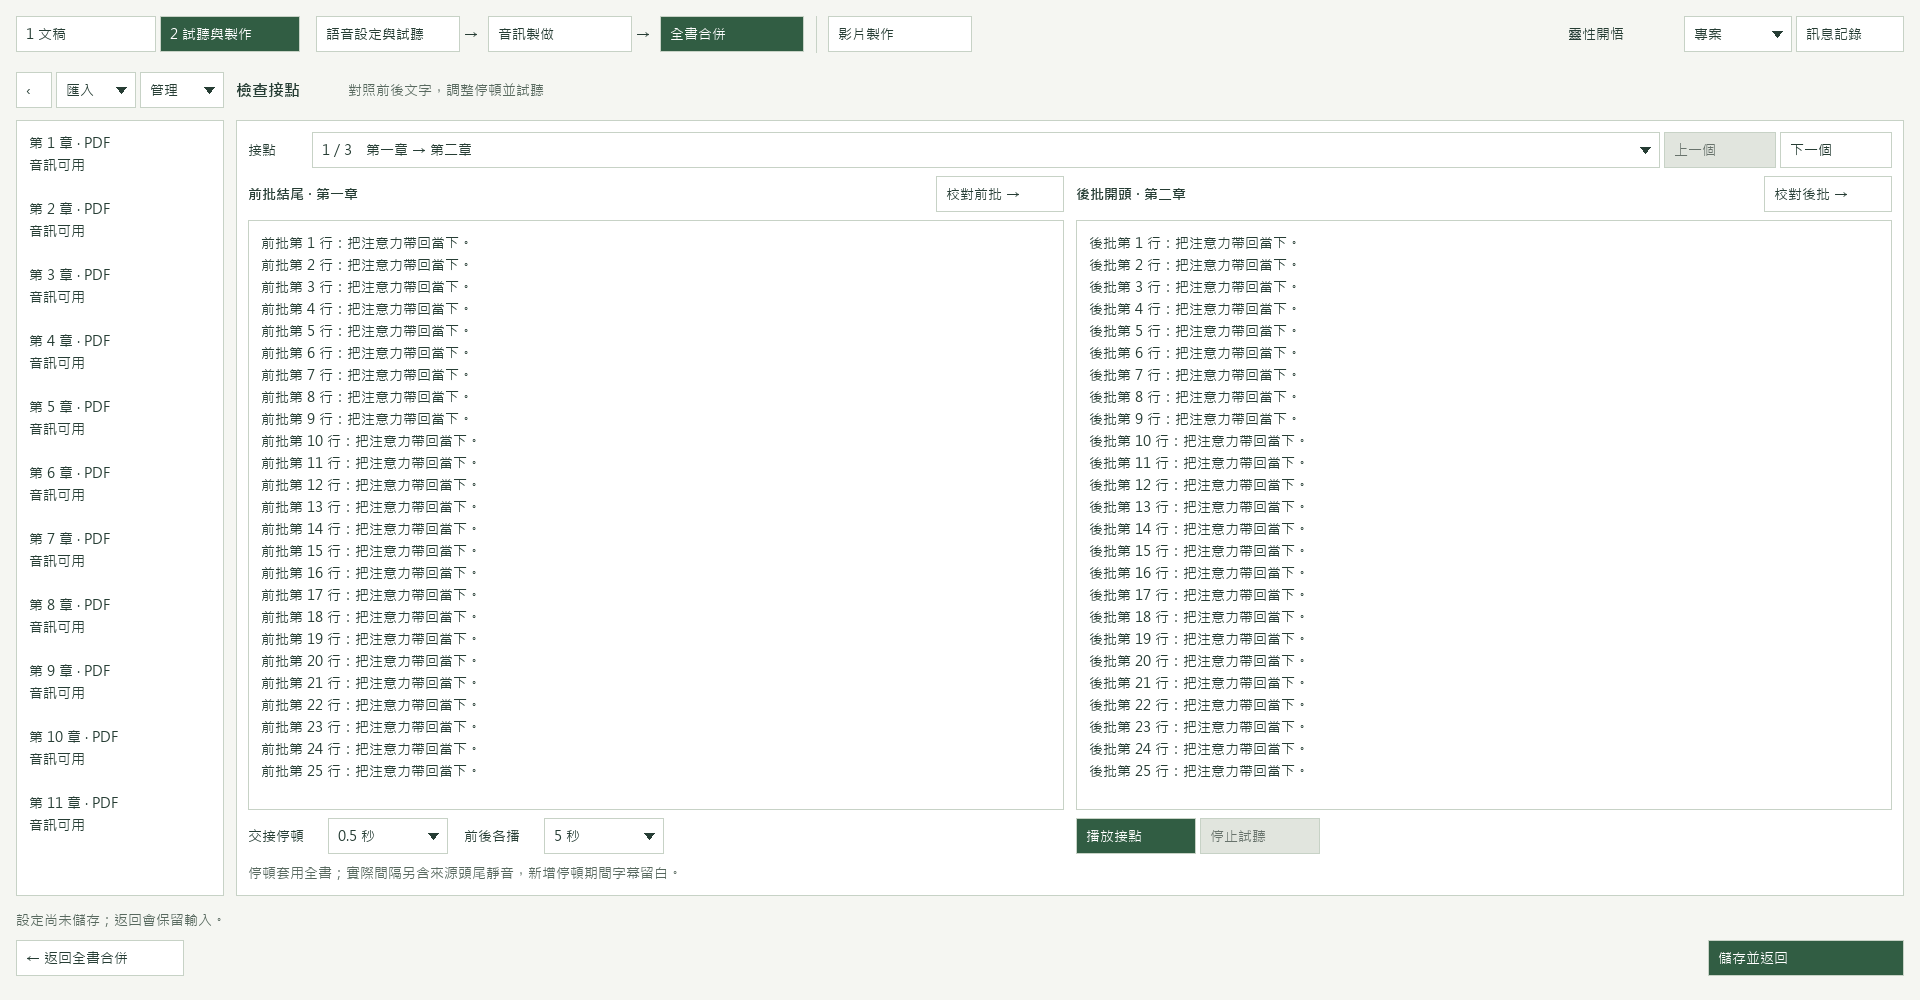 1 文稿
2 試聽與製作
語音設定與試聽
→
音訊製做
→
全書合併
影片製作
靈性開悟
專案
訊息記錄
‹
匯入
管理
檢查接點
對照前後文字，調整停頓並試聽
第 1 章 · PDF
音訊可用
第 2 章 · PDF
音訊可用
第 3 章 · PDF
音訊可用
第 4 章 · PDF
音訊可用
第 5 章 · PDF
音訊可用
第 6 章 · PDF
音訊可用
第 7 章 · PDF
音訊可用
第 8 章 · PDF
音訊可用
第 9 章 · PDF
音訊可用
第 10 章 · PDF
音訊可用
第 11 章 · PDF
音訊可用
接點
1 / 3 第一章 → 第二章
上一個
下一個
前批結尾 · 第一章
校對前批 →
前批第 1 行：把注意力帶回當下。
前批第 2 行：把注意力帶回當下。
前批第 3 行：把注意力帶回當下。
前批第 4 行：把注意力帶回當下。
前批第 5 行：把注意力帶回當下。
前批第 6 行：把注意力帶回當下。
前批第 7 行：把注意力帶回當下。
前批第 8 行：把注意力帶回當下。
前批第 9 行：把注意力帶回當下。
前批第 10 行：把注意力帶回當下。
前批第 11 行：把注意力帶回當下。
前批第 12 行：把注意力帶回當下。
前批第 13 行：把注意力帶回當下。
前批第 14 行：把注意力帶回當下。
前批第 15 行：把注意力帶回當下。
前批第 16 行：把注意力帶回當下。
前批第 17 行：把注意力帶回當下。
前批第 18 行：把注意力帶回當下。
前批第 19 行：把注意力帶回當下。
前批第 20 行：把注意力帶回當下。
前批第 21 行：把注意力帶回當下。
前批第 22 行：把注意力帶回當下。
前批第 23 行：把注意力帶回當下。
前批第 24 行：把注意力帶回當下。
前批第 25 行：把注意力帶回當下。
後批開頭 · 第二章
校對後批 →
後批第 1 行：把注意力帶回當下。
後批第 2 行：把注意力帶回當下。
後批第 3 行：把注意力帶回當下。
後批第 4 行：把注意力帶回當下。
後批第 5 行：把注意力帶回當下。
後批第 6 行：把注意力帶回當下。
後批第 7 行：把注意力帶回當下。
後批第 8 行：把注意力帶回當下。
後批第 9 行：把注意力帶回當下。
後批第 10 行：把注意力帶回當下。
後批第 11 行：把注意力帶回當下。
後批第 12 行：把注意力帶回當下。
後批第 13 行：把注意力帶回當下。
後批第 14 行：把注意力帶回當下。
後批第 15 行：把注意力帶回當下。
後批第 16 行：把注意力帶回當下。
後批第 17 行：把注意力帶回當下。
後批第 18 行：把注意力帶回當下。
後批第 19 行：把注意力帶回當下。
後批第 20 行：把注意力帶回當下。
後批第 21 行：把注意力帶回當下。
後批第 22 行：把注意力帶回當下。
後批第 23 行：把注意力帶回當下。
後批第 24 行：把注意力帶回當下。
後批第 25 行：把注意力帶回當下。
交接停頓
0.5 秒
前後各播
5 秒
播放接點
停止試聽
停頓套用全書；實際間隔另含來源頭尾靜音，新增停頓期間字幕留白。
設定尚未儲存；返回會保留輸入。
← 返回全書合併
儲存並返回